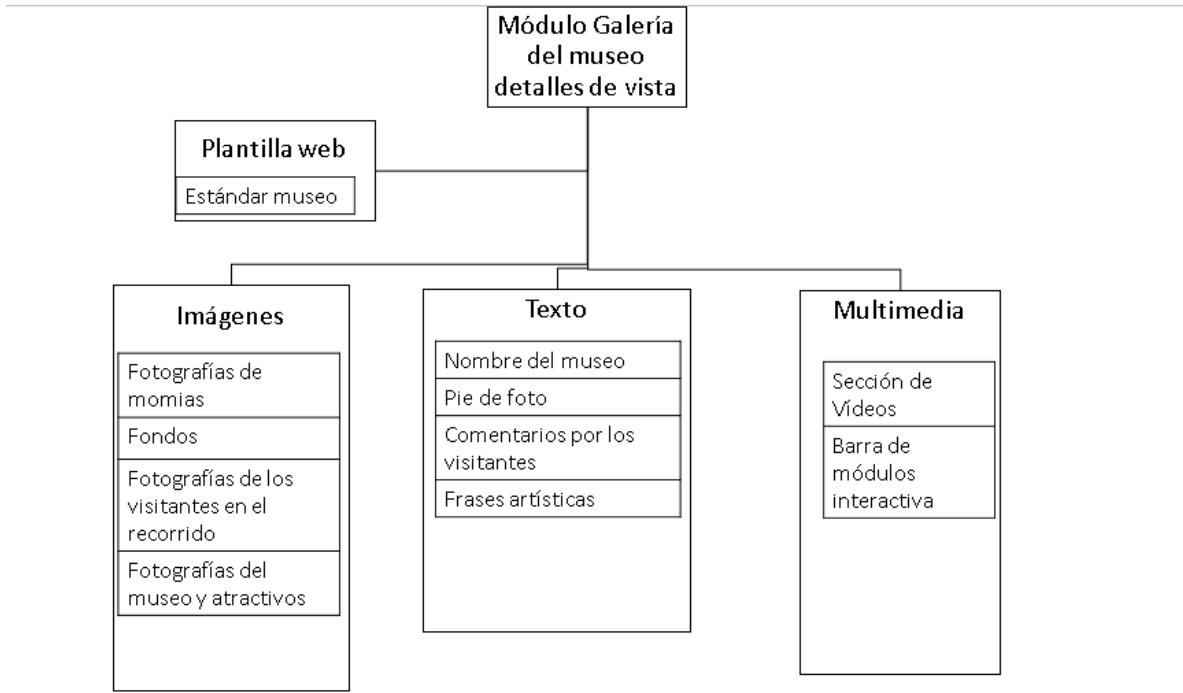 Módulo Galería
del museo
detalles de vista
Plantilla web
Estándar museo
Imágenes
Fotografías de
momias
Fondos
Fotografías de los
visitantes en el
recorrido
Fotografías del
museo y atractivos
Texto
Nombre del museo
Pie de foto
Comentarios por los
visitantes
Frases artísticas
Multimedia
Sección de
Vídeos
Barra de
módulos
interactiva